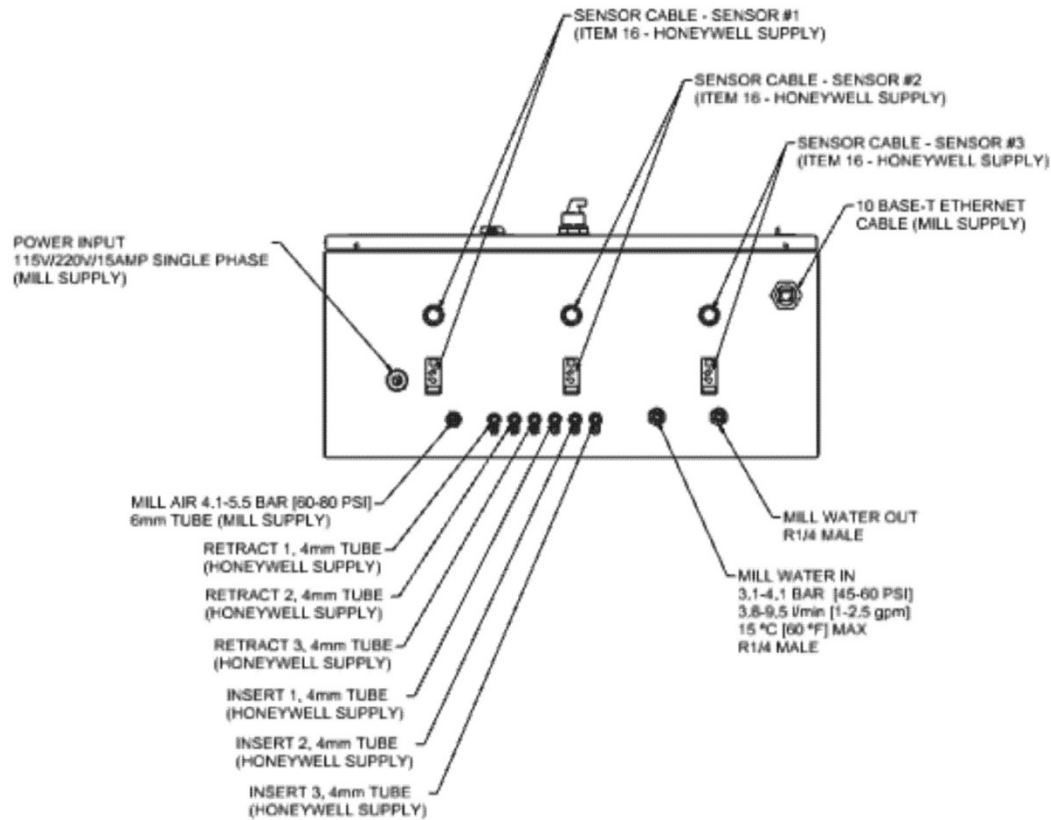 SENSOR CABLE - SENSOR #1
(ITEM 16 - HONEYWELL SUPPLY)
SENSOR CABLE - SENSOR #2
(ITEM 16 - HONEYWELL SUPPLY)
SENSOR CABLE - SENSOR #3
(ITEM 16 - HONEYWELL SUPPLY)
10 BASE-T ETHERNET
CABLE (MILL SUPPLY)
POWER INPUT
115V/220V/15AMP SINGLE PHASE
(MILL SUPPLY)
MILL AIR 4.1-5.5 BAR [60-80 PSI]
6mm TUBE (MILL SUPPLY)
RETRACT 1, 4mm TUBE
(HONEYWELL SUPPLY)
RETRACT 2, 4mm TUBE
(HONEYWELL SUPPLY)
RETRACT 3, 4mm TUBE
(HONEYWELL SUPPLY)
INSERT 1, 4mm TUBE
(HONEYWELL SUPPLY)
INSERT 2, 4mm TUBE
(HONEYWELL SUPPLY)
INSERT 3, 4mm TUBE
(HONEYWELL SUPPLY)
MILL WATER OUT
R1/4 MALE
MILL WATER IN
3,1-4,1 BAR [45-60 PSI]
3.8-9,5 l/min [1-2.5 gpm]
15 °C [60 °F] MAX
R1/4 MALE